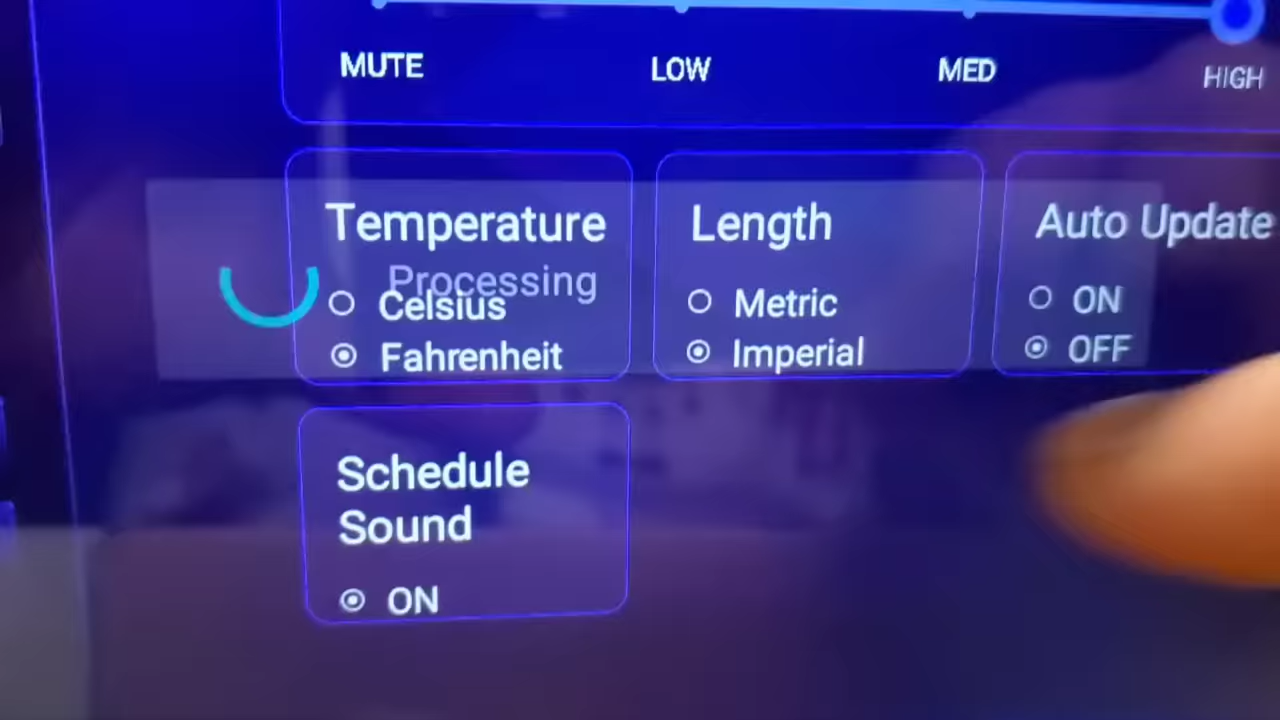 MUTE LOW MED HIGH
Temperature
Processing
Celsius
Fahrenheit
Length
Metric
Imperial
Auto Update
ON
OFF
Schedule
Sound
ON